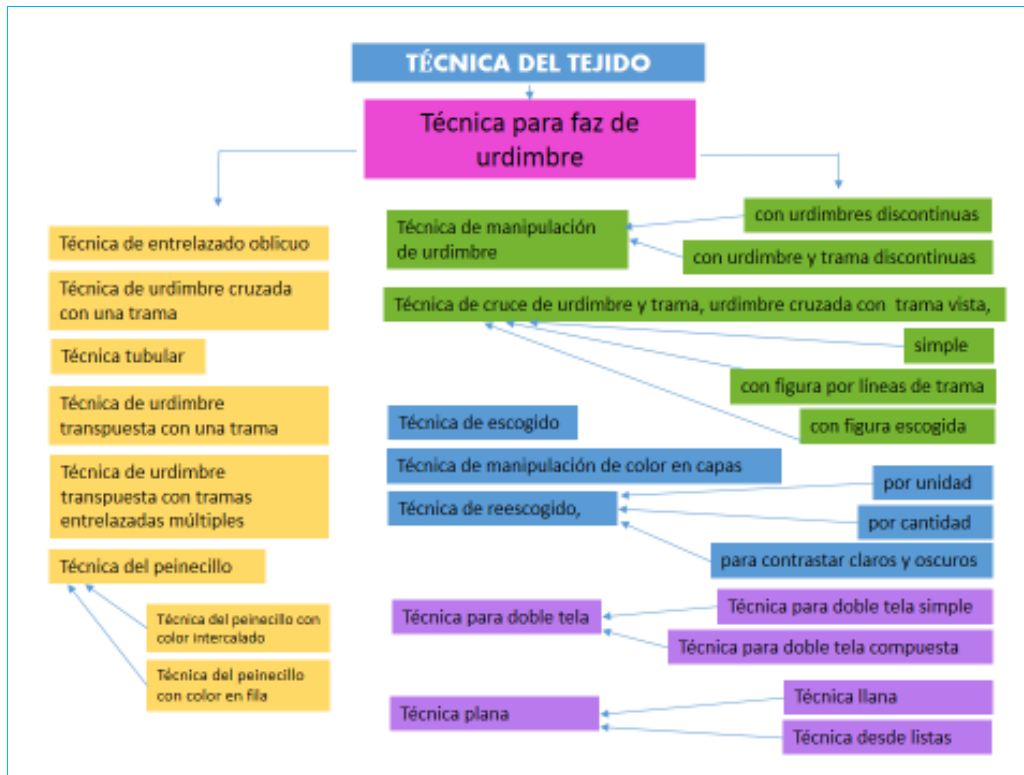 TÉCNICA DEL TEJIDO
Técnica para faz de
urdimbre
Técnica de entrelazado oblicuo
Técnica de urdimbre cruzada
con una trama
Técnica tubular
Técnica de urdimbre
transpuesta con una trama
Técnica de urdimbre
transpuesta con tramas
entrelazadas múltiples
Técnica del peinecillo
Técnica del peinecillo con
color intercalado
Técnica del peinecillo
con color en fila
Técnica de manipulación
de urdimbre
con urdimbres discontinuas
con urdimbre y trama discontinuas
Técnica de cruce de urdimbre y trama, urdimbre cruzada con trama vista,
simple
con figura por líneas de trama
con figura escogida
Técnica de escogido
Técnica de manipulación de color en capas
Técnica de reescogido,
por unidad
por cantidad
para contrastar claros y oscuros
Técnica para doble tela
Técnica para doble tela simple
Técnica para doble tela compuesta
Técnica plana
Técnica llana
Técnica desde listas